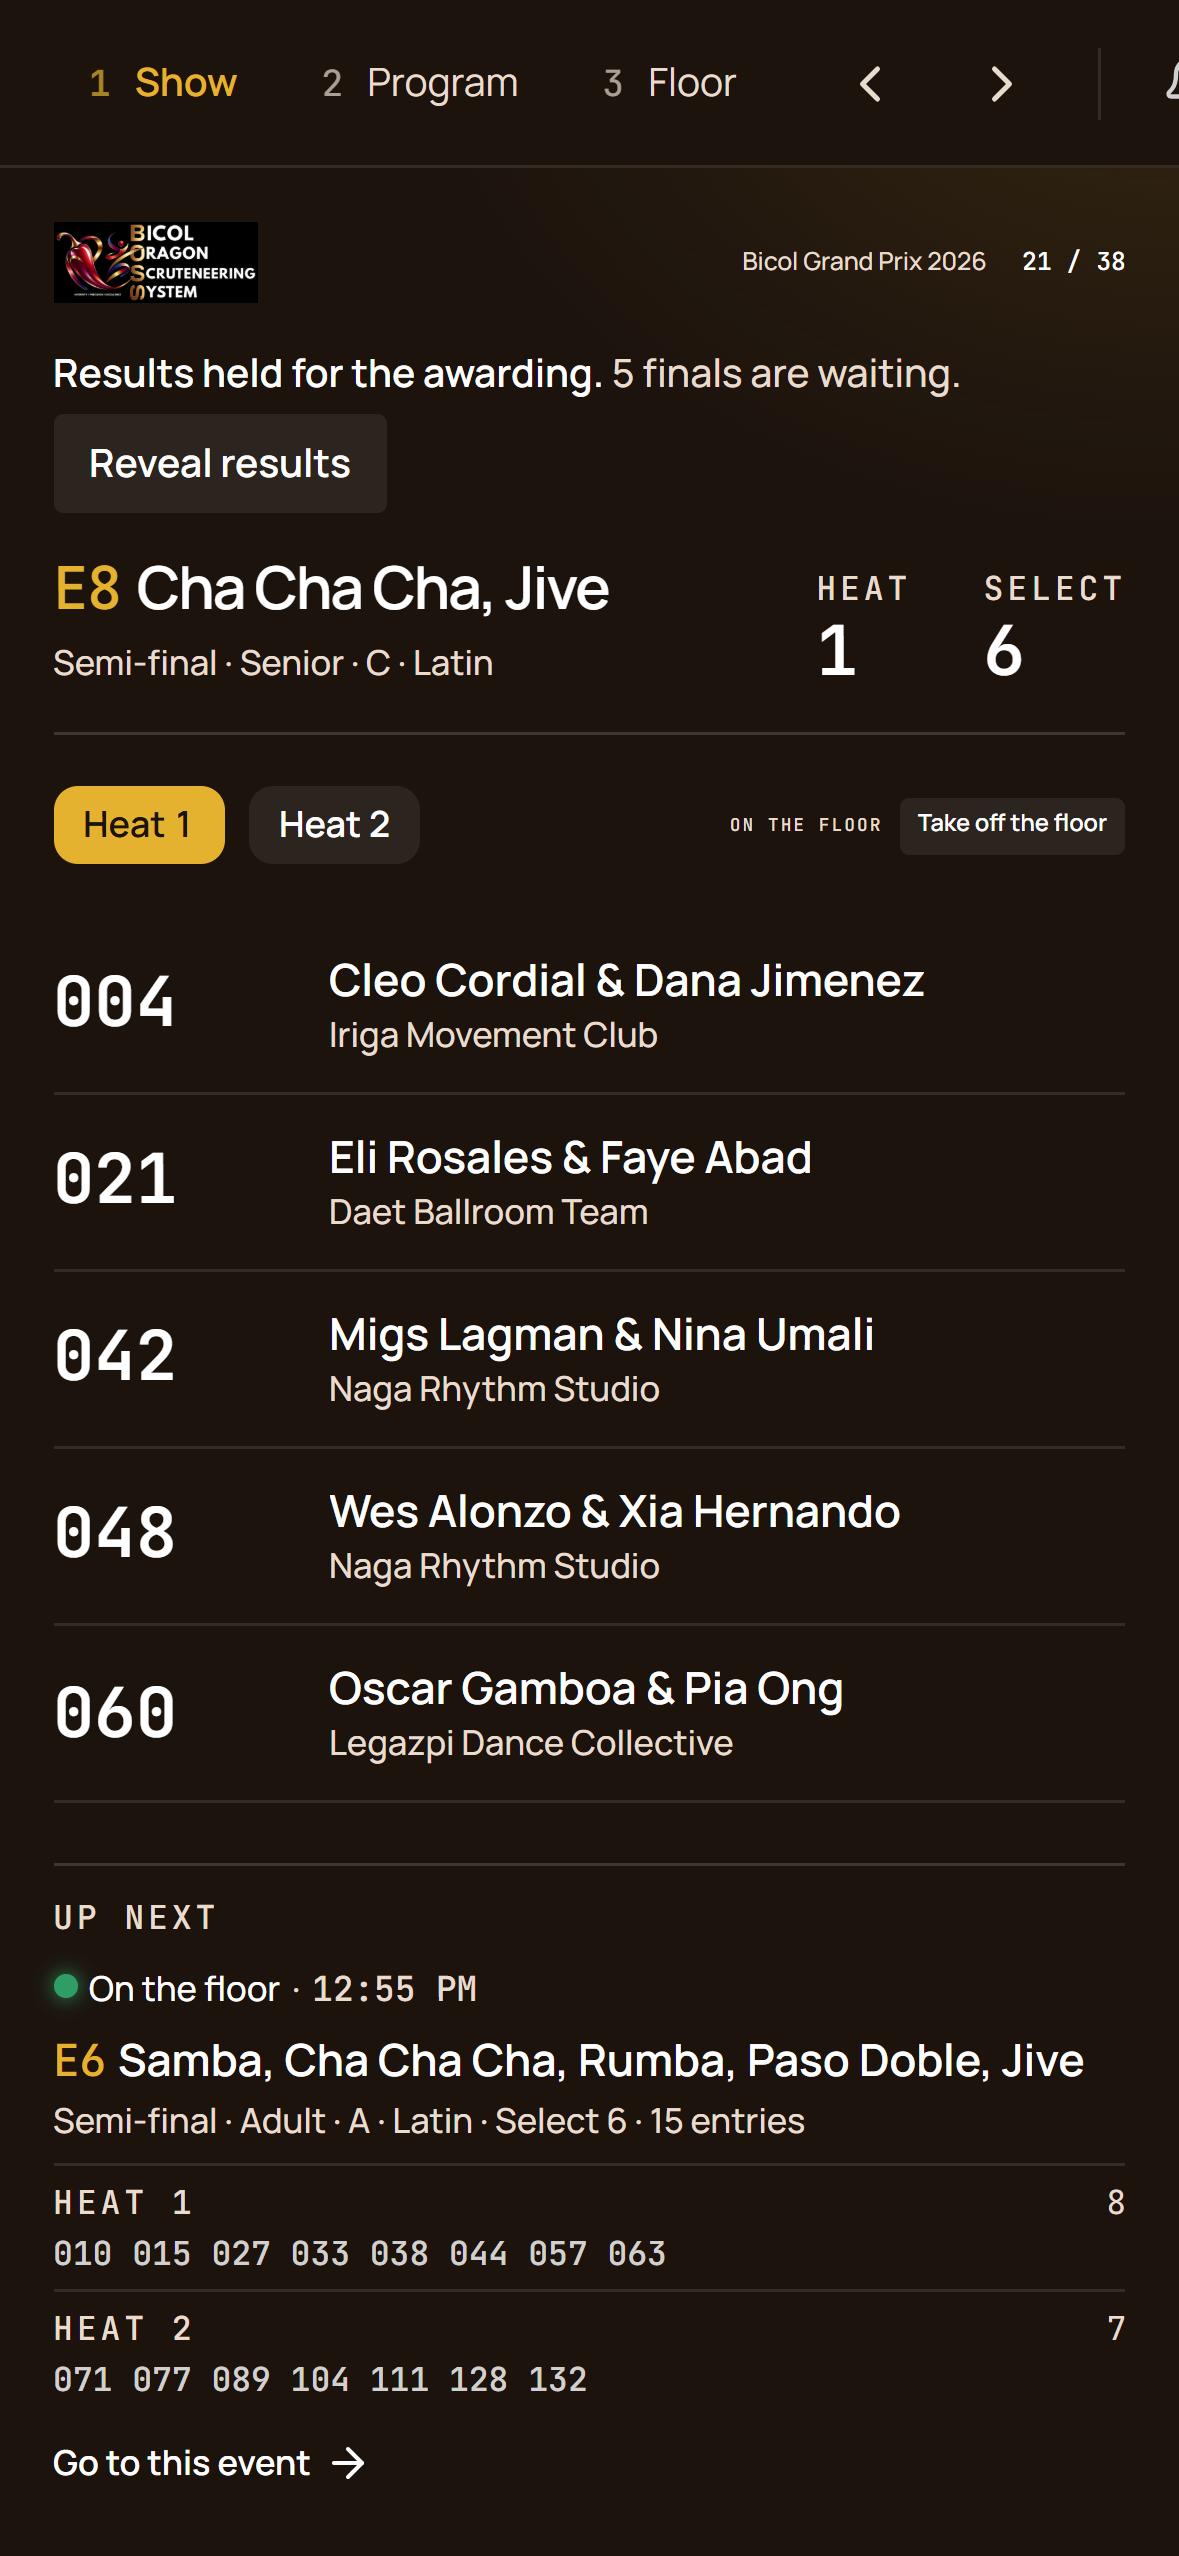 1 Show 2 Program 3 Floor
BICOL
DRAGON
SCRUTENEERING
SYSTEM
Bicol Grand Prix 2026 21 / 38
Results held for the awarding. 5 finals are waiting.
Reveal results
E8 Cha Cha Cha, Jive
Semi-final · Senior · C · Latin
HEAT SELECT
1 6
Heat 1 Heat 2 ON THE FLOOR Take off the floor
004 Cleo Cordial & Dana Jimenez
Iriga Movement Club
021 Eli Rosales & Faye Abad
Daet Ballroom Team
042 Migs Lagman & Nina Umali
Naga Rhythm Studio
048 Wes Alonzo & Xia Hernando
Naga Rhythm Studio
060 Oscar Gamboa & Pia Ong
Legazpi Dance Collective
UP NEXT
On the floor · 12:55 PM
E6 Samba, Cha Cha Cha, Rumba, Paso Doble, Jive
Semi-final · Adult · A · Latin · Select 6 · 15 entries
HEAT 1 8
010 015 027 033 038 044 057 063
HEAT 2 7
071 077 089 104 111 128 132
Go to this event →